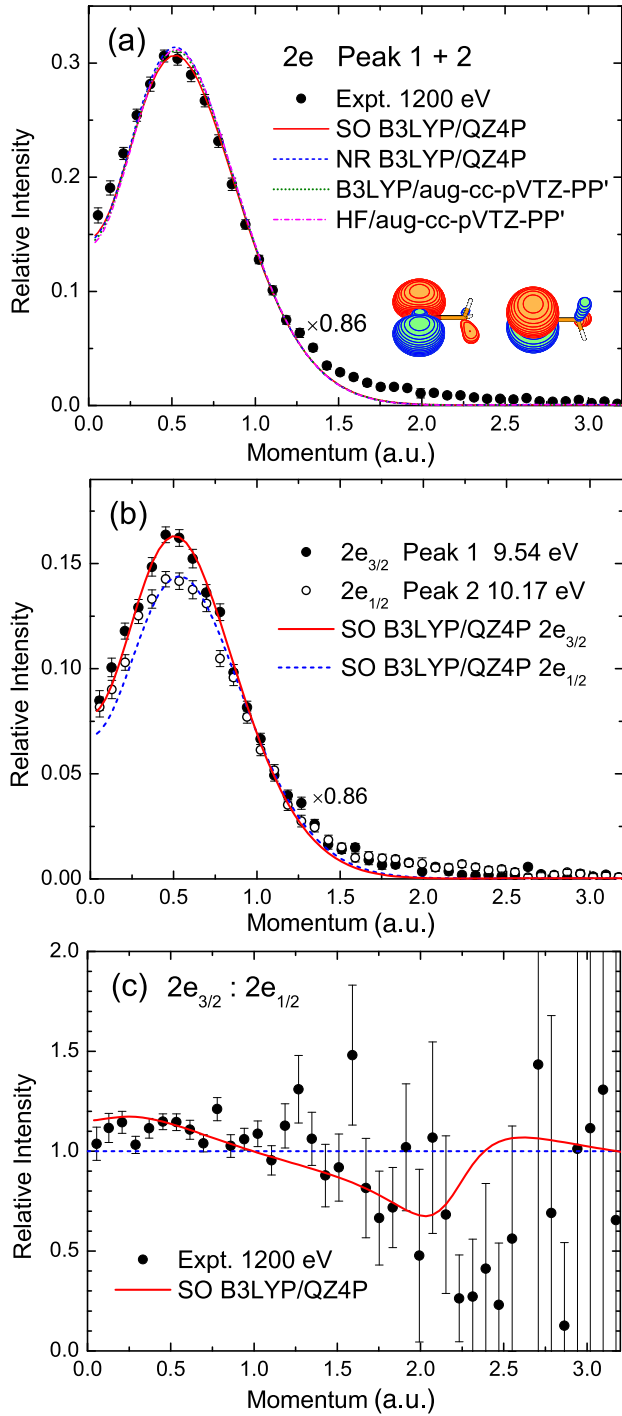 (a) 2e Peak 1 + 2
Expt. 1200 eV
SO B3LYP/QZ4P
NR B3LYP/QZ4P
B3LYP/aug-cc-pVTZ-PP'
HF/aug-cc-pVTZ-PP'
×0.86
Relative Intensity
0.3
0.2
0.1
0.0
0.0 0.5 1.0 1.5 2.0 2.5 3.0
Momentum (a.u.)
(b)
2e3/2 Peak 1 9.54 eV
2e1/2 Peak 2 10.17 eV
SO B3LYP/QZ4P 2e3/2
SO B3LYP/QZ4P 2e1/2
×0.86
Relative Intensity
0.15
0.10
0.05
0.00
0.0 0.5 1.0 1.5 2.0 2.5 3.0
Momentum (a.u.)
(c) 2e3/2 : 2e1/2
Expt. 1200 eV
SO B3LYP/QZ4P
Relative Intensity
2.0
1.5
1.0
0.5
0.0
0.0 0.5 1.0 1.5 2.0 2.5 3.0
Momentum (a.u.)